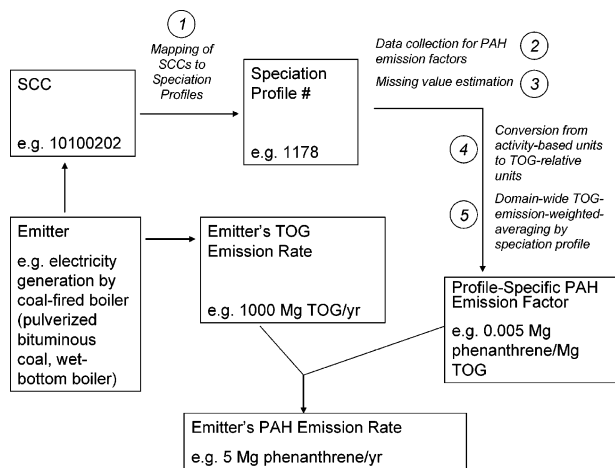 1
Mapping of
SCCs to
Speciation
Profiles
SCC
e.g. 10100202
Speciation
Profile #
e.g. 1178
Data collection for PAH
emission factors
2
Missing value estimation
3
4
Conversion from
activity-based units
to TOG-relative
units
5
Domain-wide TOG-
emission-weighted-
averaging by
speciation profile
Emitter
e.g. electricity
generation by
coal-fired boiler
(pulverized
bituminous
coal, wet-
bottom boiler)
Emitter's TOG
Emission Rate
e.g. 1000 Mg TOG/yr
Profile-Specific PAH
Emission Factor
e.g. 0.005 Mg
phenanthrene/Mg
TOG
Emitter's PAH Emission Rate
e.g. 5 Mg phenanthrene/yr